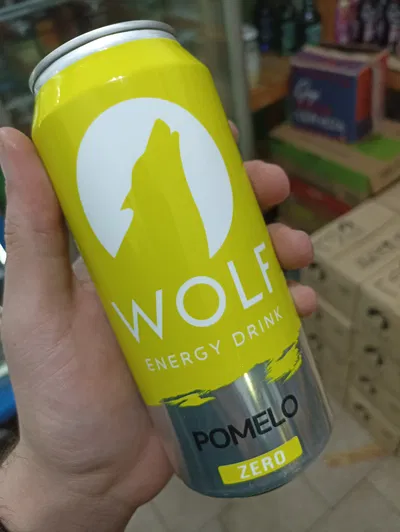 WOLF
ENERGY DRINK
POMELO
ZERO